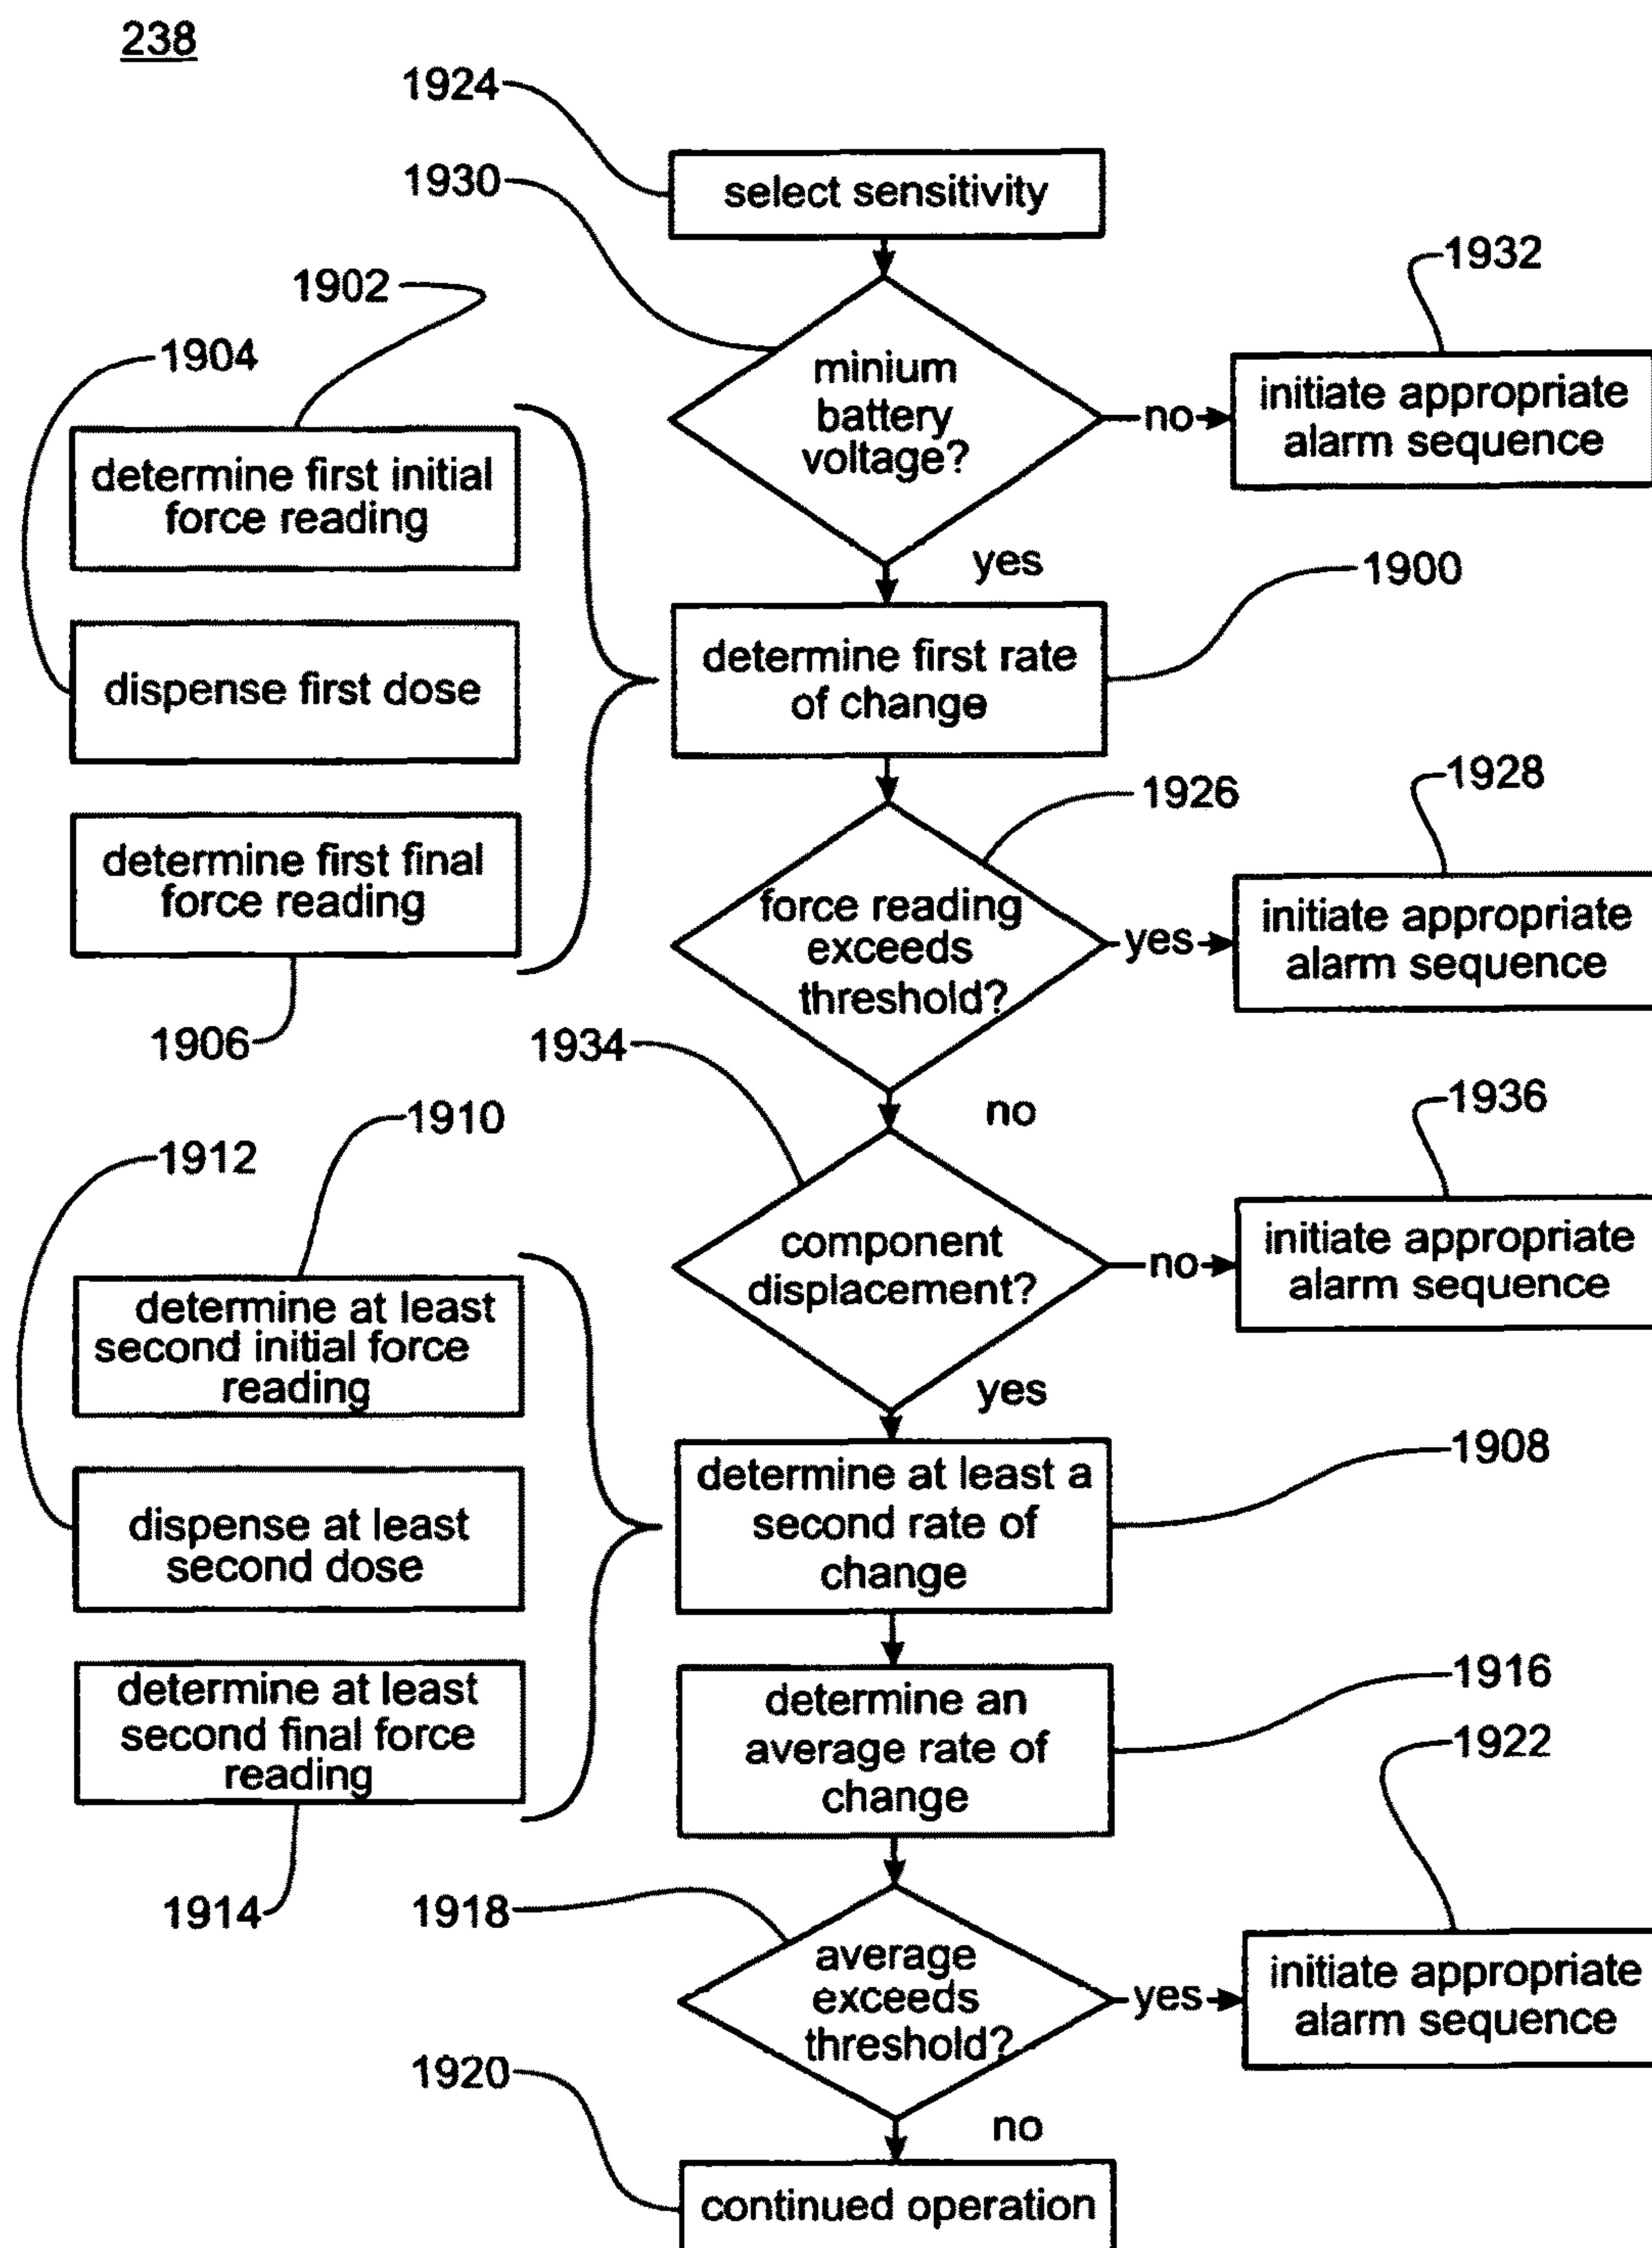 238
1924
select sensitivity
1930
1932
1902
minium
battery
voltage?
no
initiate appropriate
alarm sequence
1904
determine first initial
force reading
yes
1900
dispense first dose
determine first rate
of change
1926
1928
determine first final
force reading
force reading
exceeds
threshold?
yes
initiate appropriate
alarm sequence
1906
1934
no
1936
1910
1912
component
displacement?
no
initiate appropriate
alarm sequence
determine at least
second initial force
reading
yes
1908
determine at least a
second rate of
change
dispense at least
second dose
1916
determine an
average rate of
change
1922
determine at least
second final force
reading
1914
1918
average
exceeds
threshold?
yes
initiate appropriate
alarm sequence
1920
no
continued operation